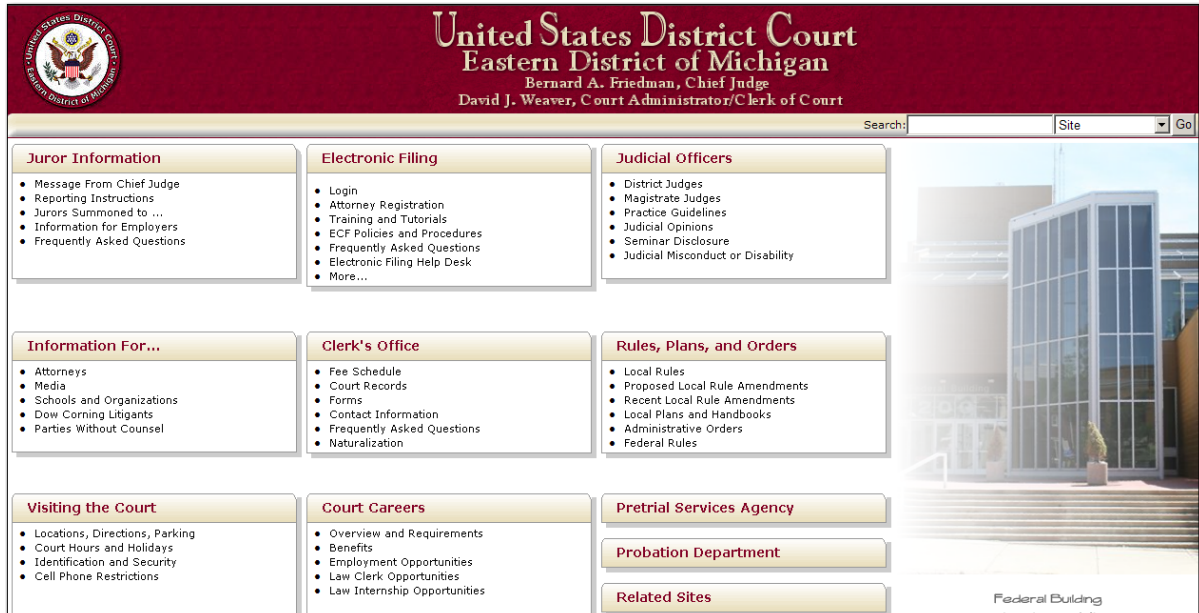 United States District Court
Eastern District of Michigan
United States District Court
Eastern District of Michigan
Bernard A. Friedman, Chief Judge
David J. Weaver, Court Administrator/Clerk of Court
Search:
Site
Go
Juror Information
Message From Chief Judge
Reporting Instructions
Jurors Summoned to ...
Information for Employers
Frequently Asked Questions
Electronic Filing
Login
Attorney Registration
Training and Tutorials
ECF Policies and Procedures
Frequently Asked Questions
Electronic Filing Help Desk
More...
Judicial Officers
District Judges
Magistrate Judges
Practice Guidelines
Judicial Opinions
Seminar Disclosure
Judicial Misconduct or Disability
Information For...
Attorneys
Media
Schools and Organizations
Dow Corning Litigants
Parties Without Counsel
Clerk's Office
Fee Schedule
Court Records
Forms
Contact Information
Frequently Asked Questions
Naturalization
Rules, Plans, and Orders
Local Rules
Proposed Local Rule Amendments
Recent Local Rule Amendments
Local Plans and Handbooks
Administrative Orders
Federal Rules
Visiting the Court
Locations, Directions, Parking
Court Hours and Holidays
Identification and Security
Cell Phone Restrictions
Court Careers
Overview and Requirements
Benefits
Employment Opportunities
Law Clerk Opportunities
Law Internship Opportunities
Pretrial Services Agency
Probation Department
Related Sites
Federal Building